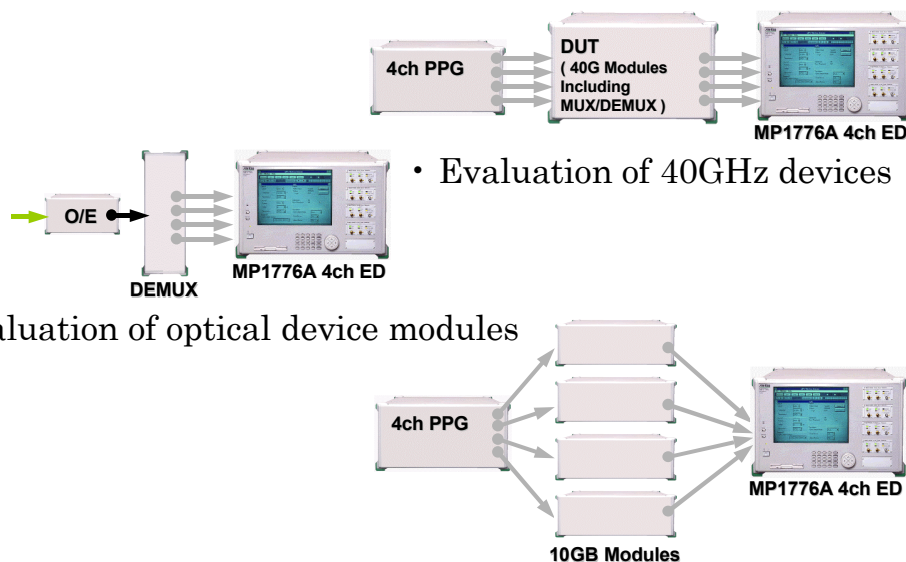 4ch PPG
DUT
( 40G Modules
Including
MUX/DEMUX )
MP1776A 4ch ED
・Evaluation of 40GHz devices
O/E
DEMUX
MP1776A 4ch ED
aluation of optical device modules
4ch PPG
10GB Modules
MP1776A 4ch ED